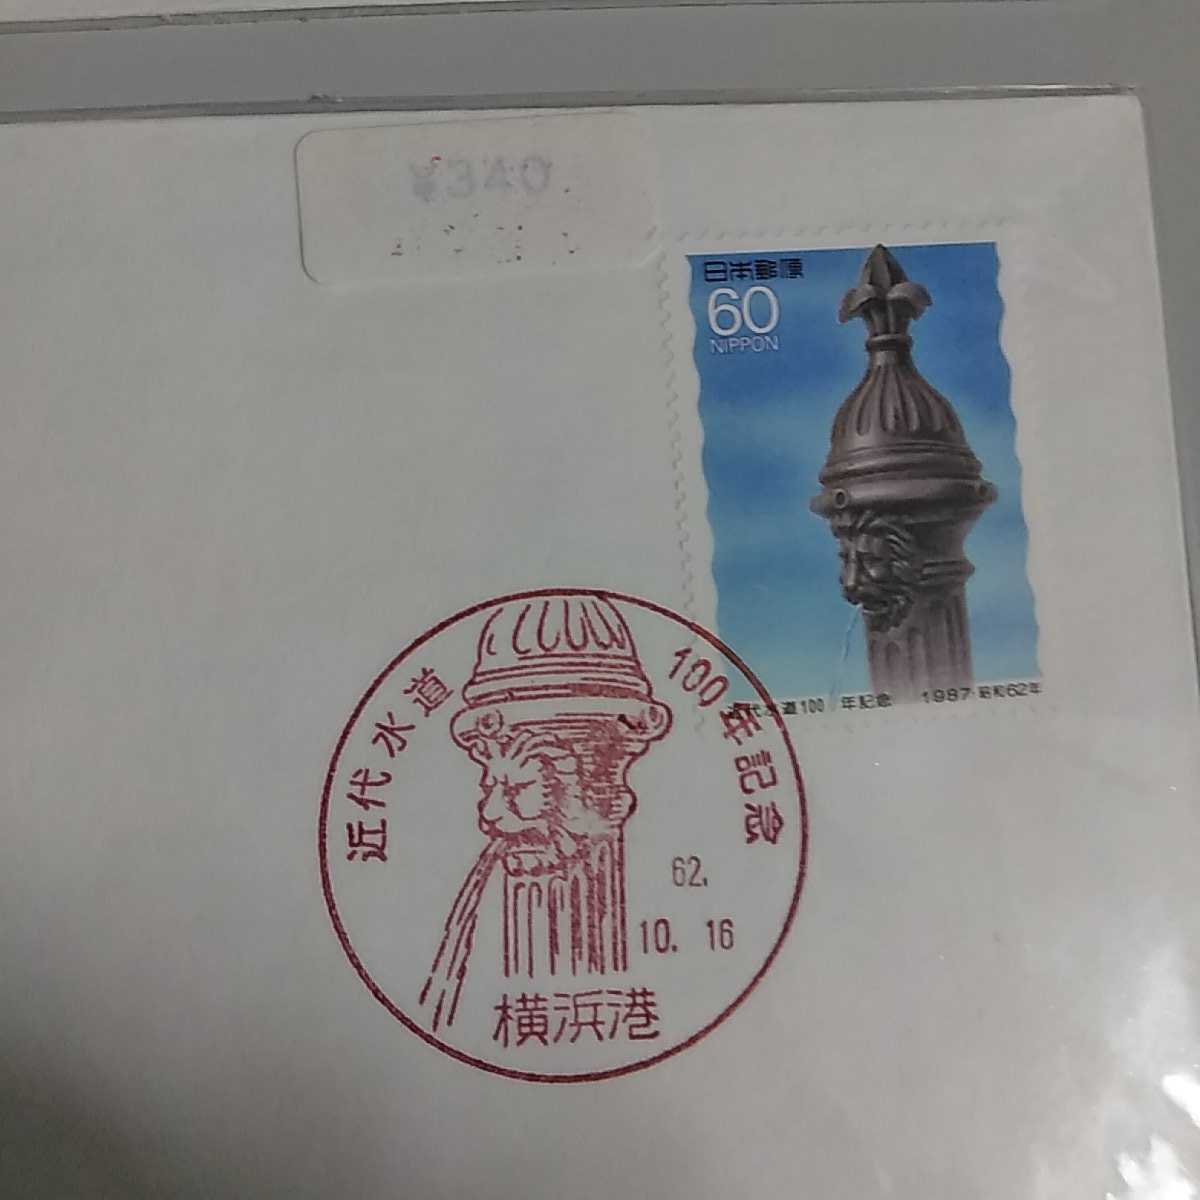 ¥340
日本郵便
60
NIPPON
近代水道100年記念 1987・昭和62年
近代水道100年記念
62.
10. 16
横浜港